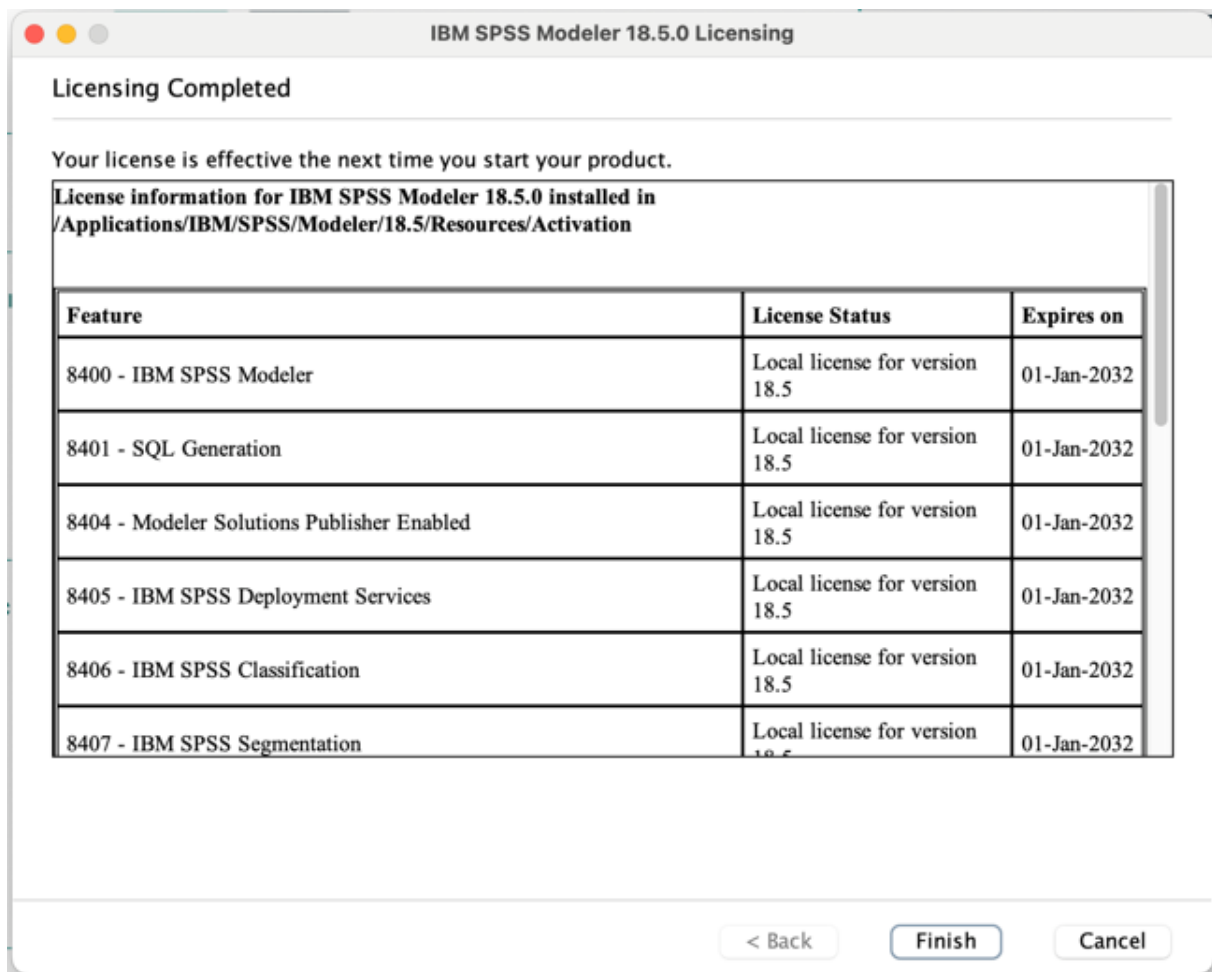 IBM SPSS Modeler 18.5.0 Licensing
Licensing Completed
Your license is effective the next time you start your product.
License information for IBM SPSS Modeler 18.5.0 installed in
/Applications/IBM/SPSS/Modeler/18.5/Resources/Activation
Feature License Status Expires on
8400 - IBM SPSS Modeler Local license for version 18.5 01-Jan-2032
8401 - SQL Generation Local license for version 18.5 01-Jan-2032
8404 - Modeler Solutions Publisher Enabled Local license for version 18.5 01-Jan-2032
8405 - IBM SPSS Deployment Services Local license for version 18.5 01-Jan-2032
8406 - IBM SPSS Classification Local license for version 18.5 01-Jan-2032
8407 - IBM SPSS Segmentation Local license for version 01-Jan-2032
< Back Finish Cancel